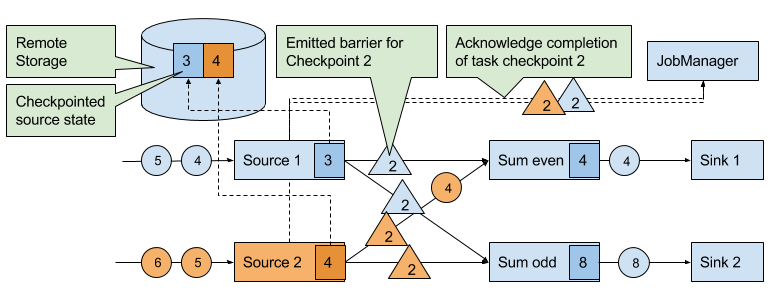 Remote
Storage
3 4
Emitted barrier for
Checkpoint 2
Acknowledge completion
of task checkpoint 2
JobManager
Checkpointed
source state
2 2
5 4 Source 1 3 2 Sum even 4 4 Sink 1
4
2
2
6 5 Source 2 4 2 Sum odd 8 8 Sink 2